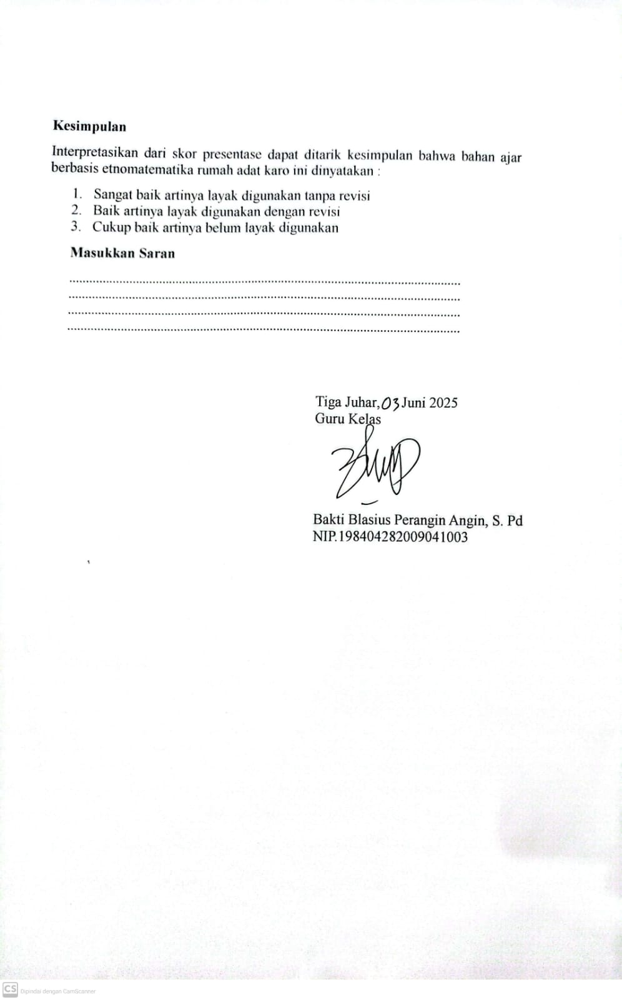 Kesimpulan
Interpretasikan dari skor presentase dapat ditarik kesimpulan bahwa bahan ajar
berbasis etnomatematika rumah adat karo ini dinyatakan :
1. Sangat baik artinya layak digunakan tanpa revisi
2. Baik artinya layak digunakan dengan revisi
3. Cukup baik artinya belum layak digunakan
Masukkan Saran
Tiga Juhar, 03 Juni 2025
Guru Kelas
Bakti Blasius Perangin Angin, S. Pd
NIP.198404282009041003
CS Dipindai dengan CamScanner